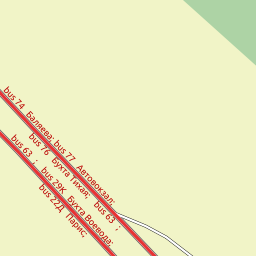 bus 74   Баляева; bus 77  Автовокзал;
bus 76   Бухта Тихая;   bus 63  ;
bus 63  ;   bus 29К   Бухта Воевода;
bus 22Д   Парис;